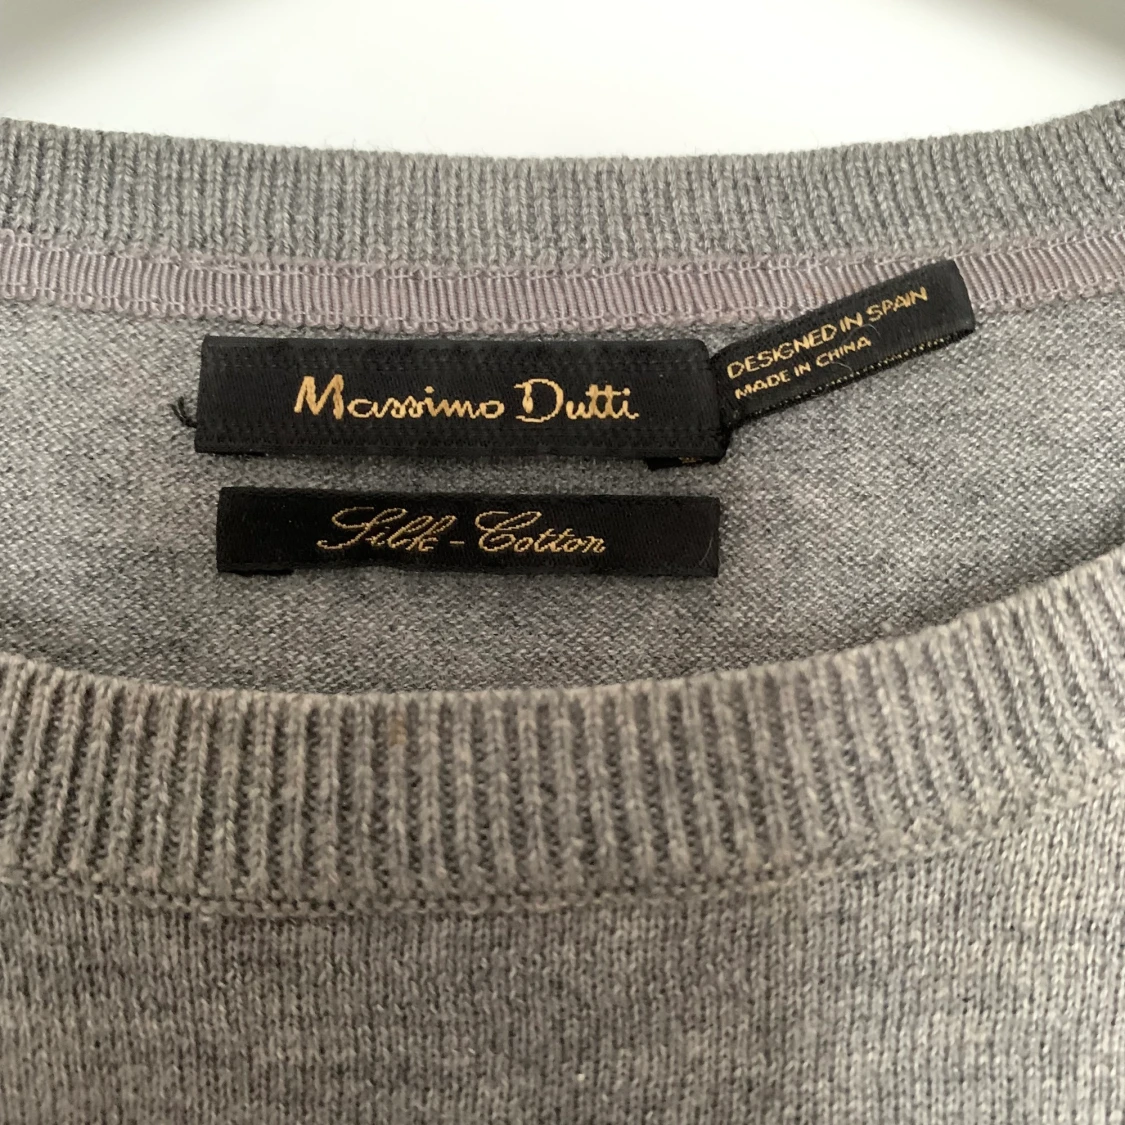 Massimo Dutti
DESIGNED IN SPAIN
MADE IN CHINA
Silk - Cotton